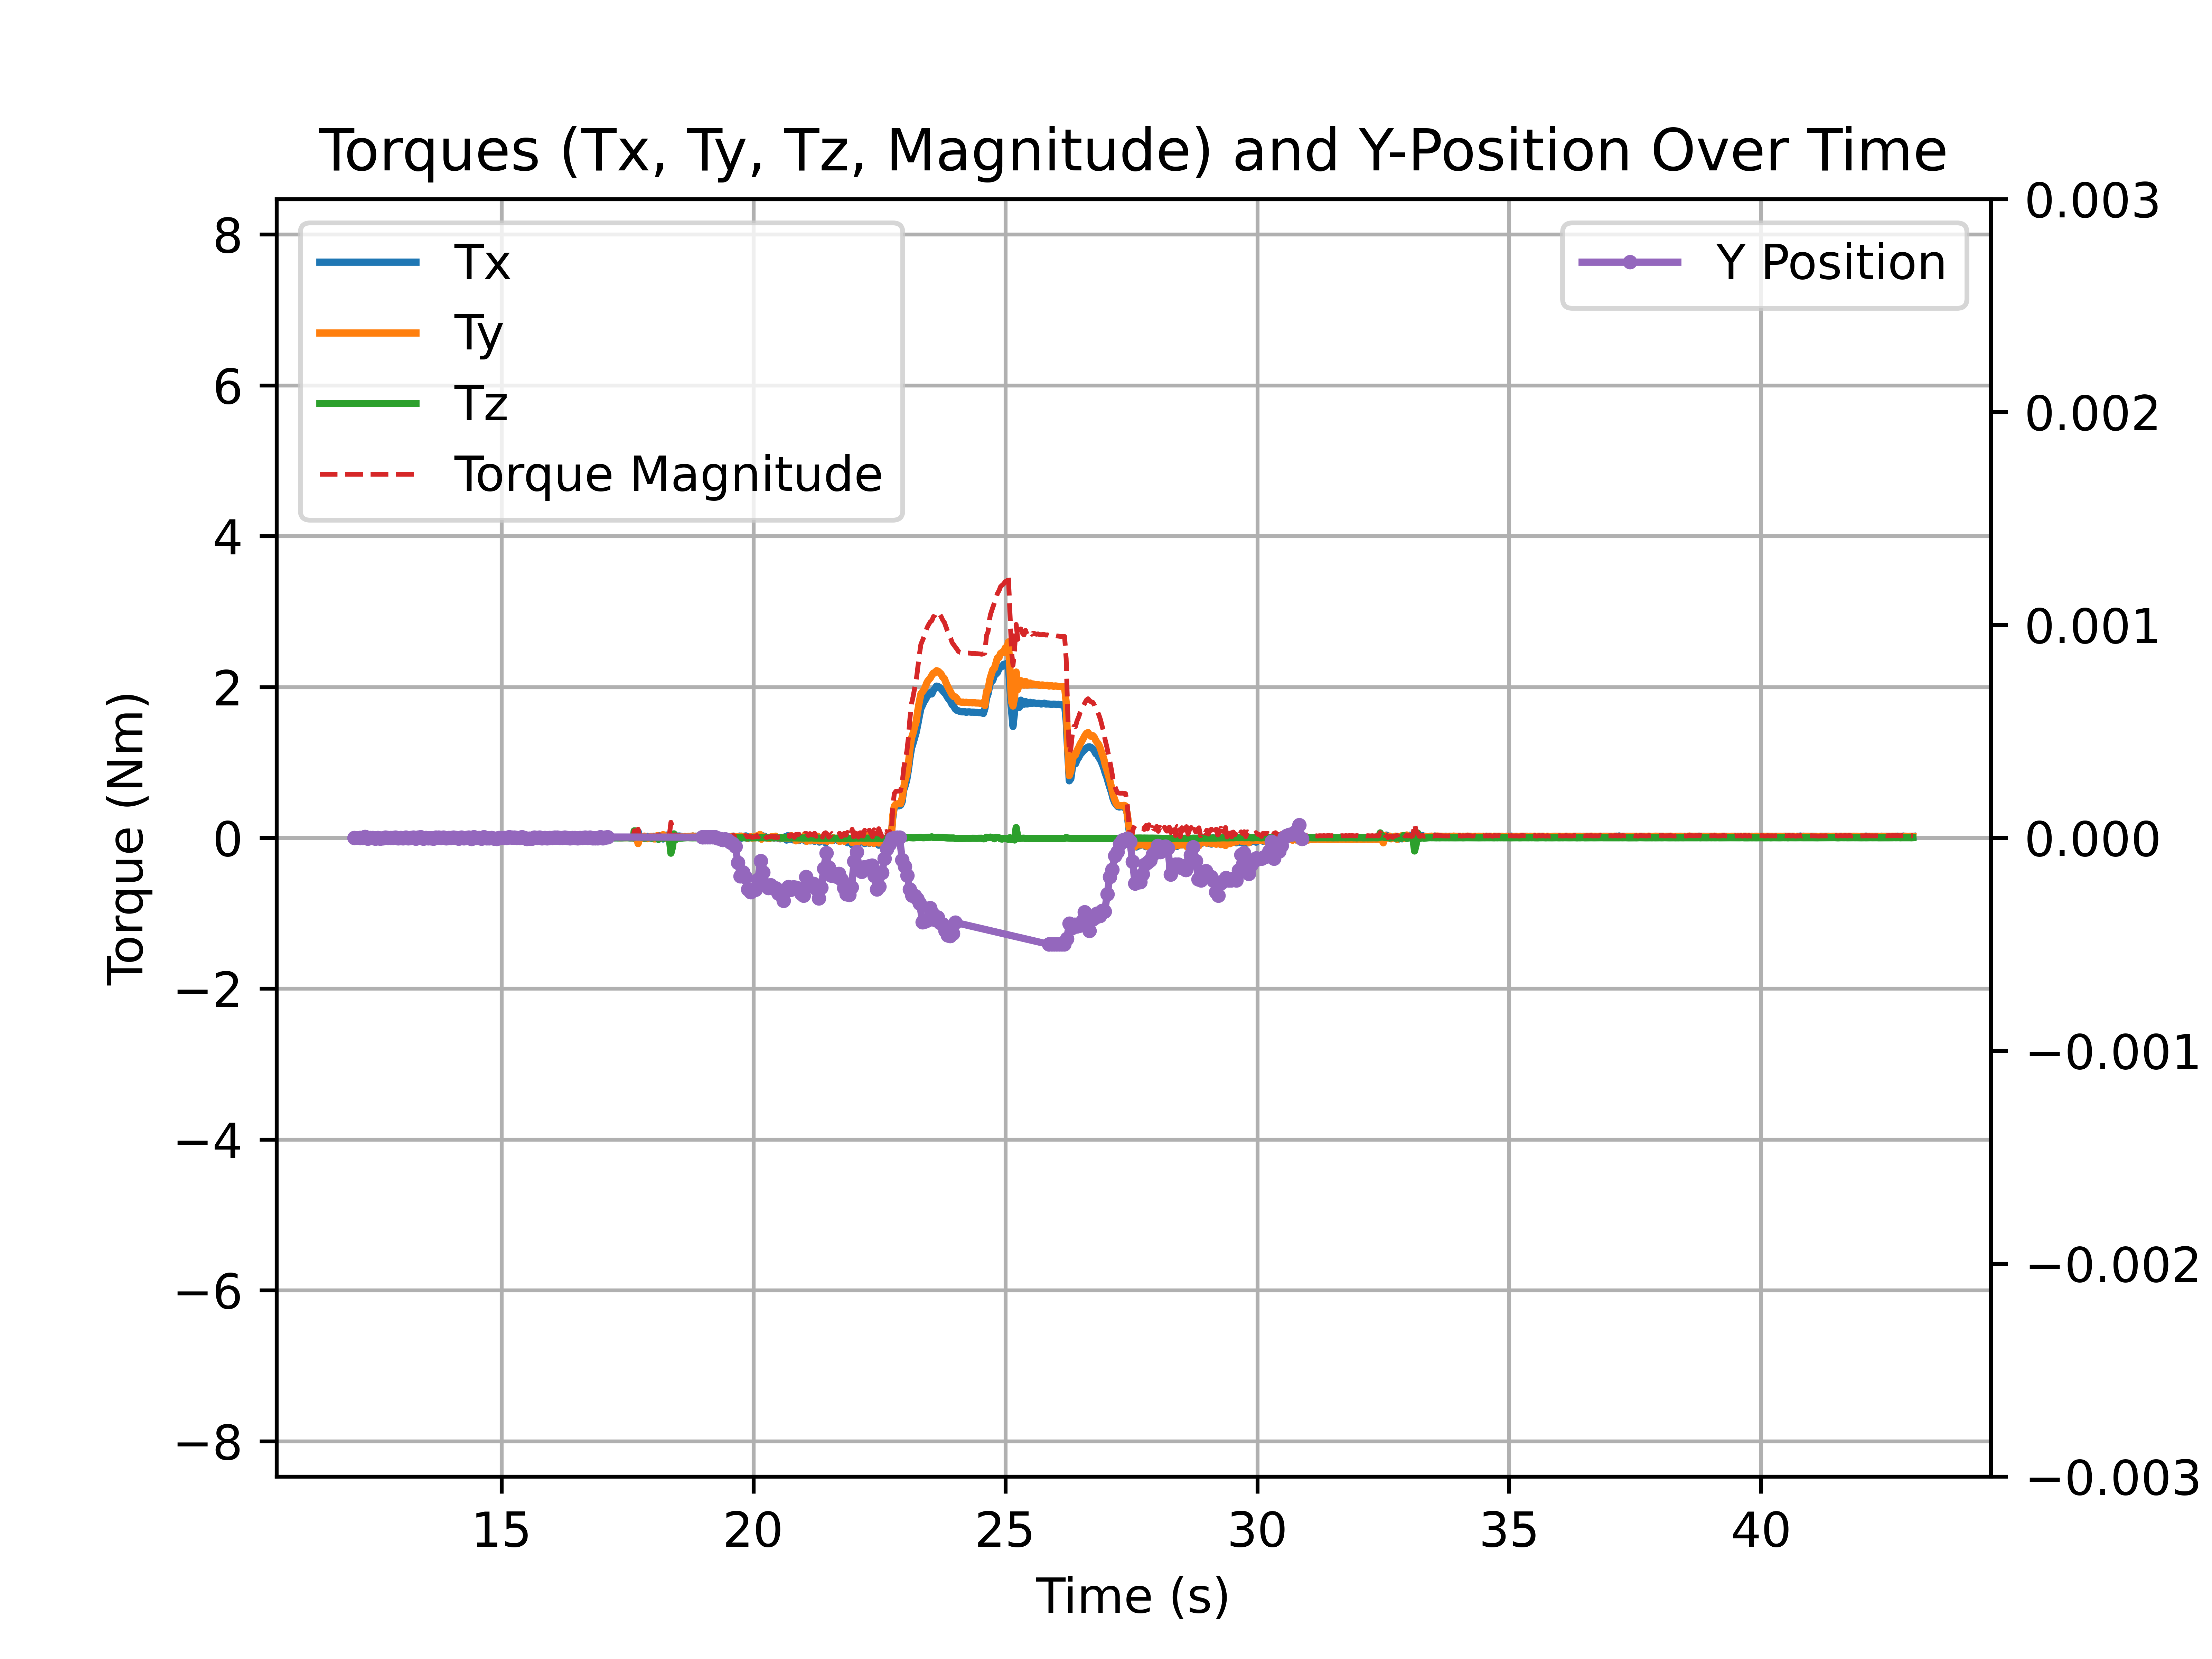 Torques (Tx, Ty, Tz, Magnitude) and Y-Position Over Time
Tx
Ty
Tz
Torque Magnitude
Y Position
8
6
4
2
0
−2
−4
−6
−8
Torque (Nm)
0.003
0.002
0.001
0.000
−0.001
−0.002
−0.003
15 20 25 30 35 40
Time (s)